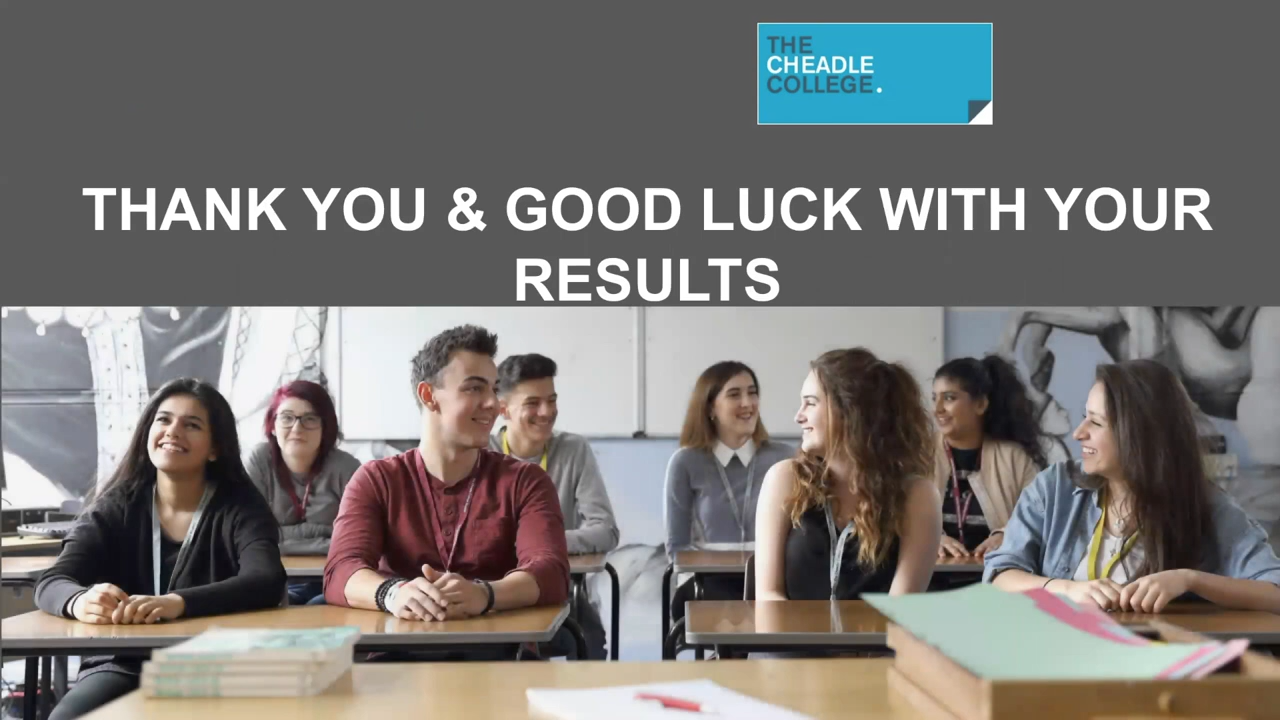 THE
CHEADLE
COLLEGE.
THANK YOU & GOOD LUCK WITH YOUR
RESULTS